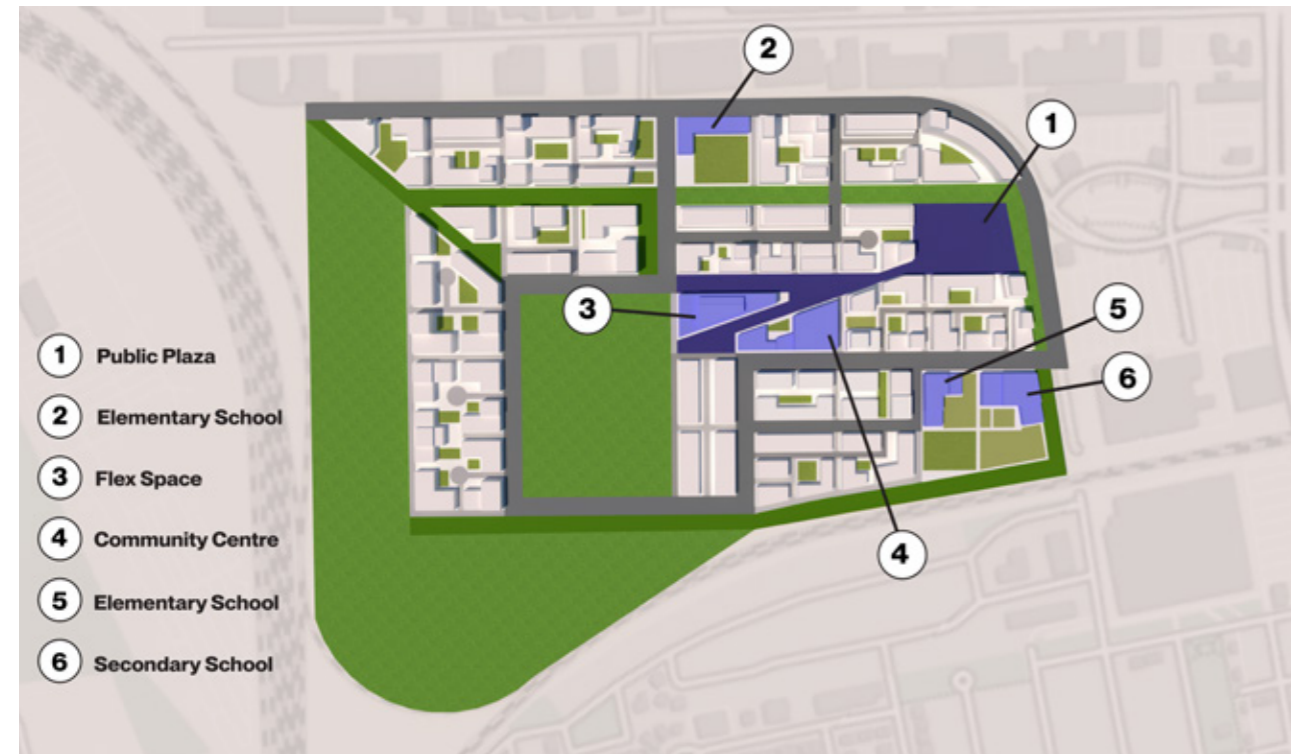 2
1
3
5
6
4
1 Public Plaza
2 Elementary School
3 Flex Space
4 Community Centre
5 Elementary School
6 Secondary School